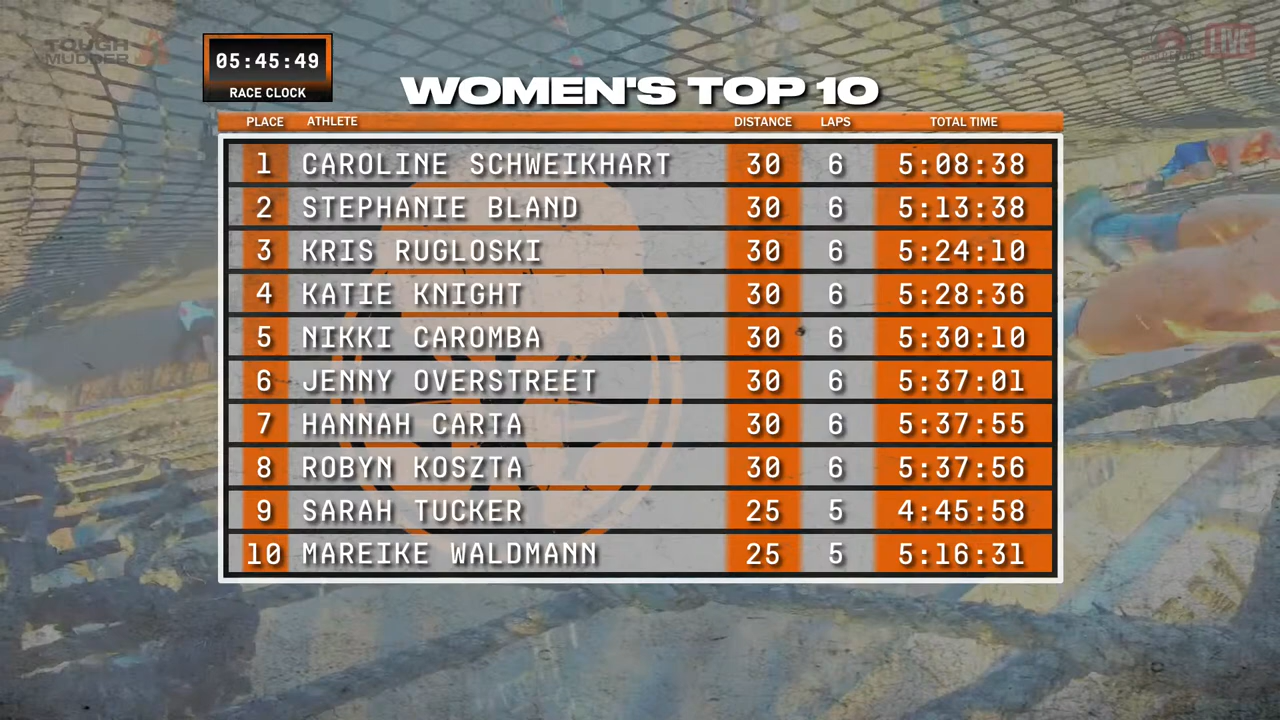 TOUGH
MUDDER
LIVE
05:45:49
RACE CLOCK
WOMEN'S TOP 10
PLACE ATHLETE DISTANCE LAPS TOTAL TIME
1 CAROLINE SCHWEIKHART 30 6 5:08:38
2 STEPHANIE BLAND 30 6 5:13:38
3 KRIS RUGLOSKI 30 6 5:24:10
4 KATIE KNIGHT 30 6 5:28:36
5 NIKKI CAROMBA 30 6 5:30:10
6 JENNY OVERSTREET 30 6 5:37:01
7 HANNAH CARTA 30 6 5:37:55
8 ROBYN KOSZTA 30 6 5:37:56
9 SARAH TUCKER 25 5 4:45:58
10 MAREIKE WALDMANN 25 5 5:16:31